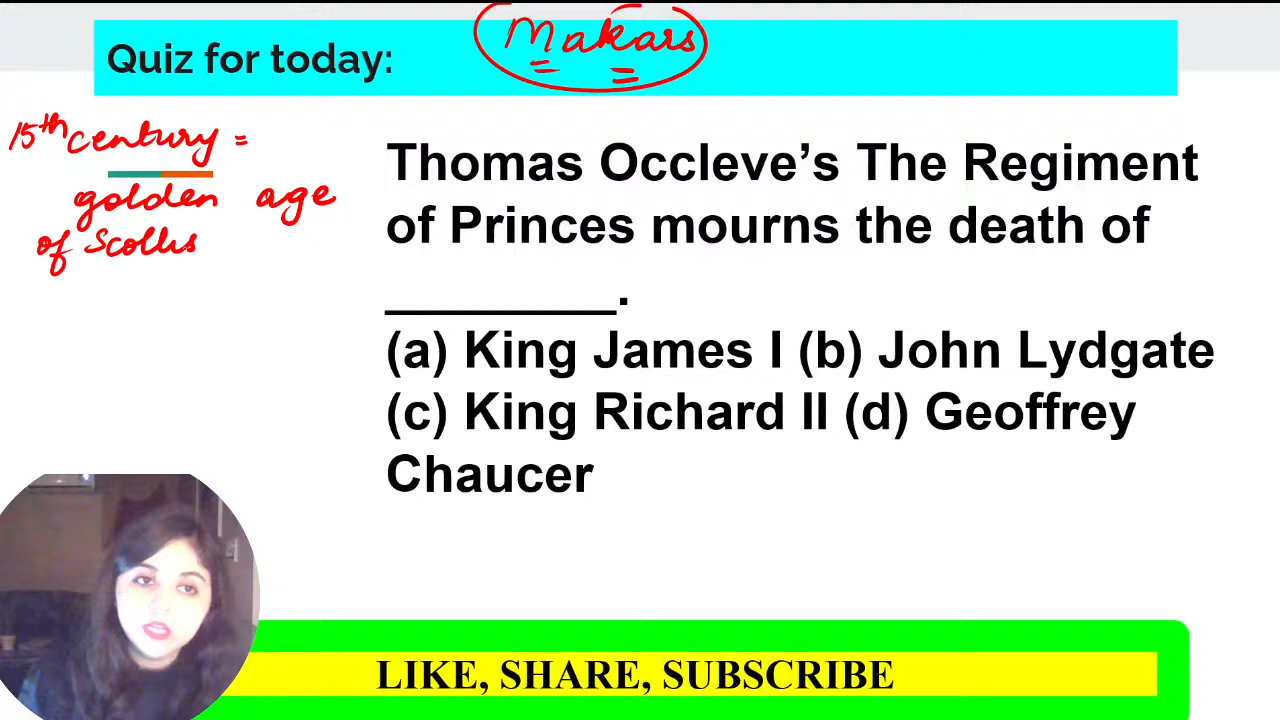 Makars
Quiz for today:
15th century =
golden age
of Scotts
Thomas Occleve’s The Regiment
of Princes mourns the death of
________.
(a) King James I (b) John Lydgate
(c) King Richard II (d) Geoffrey
Chaucer
LIKE, SHARE, SUBSCRIBE